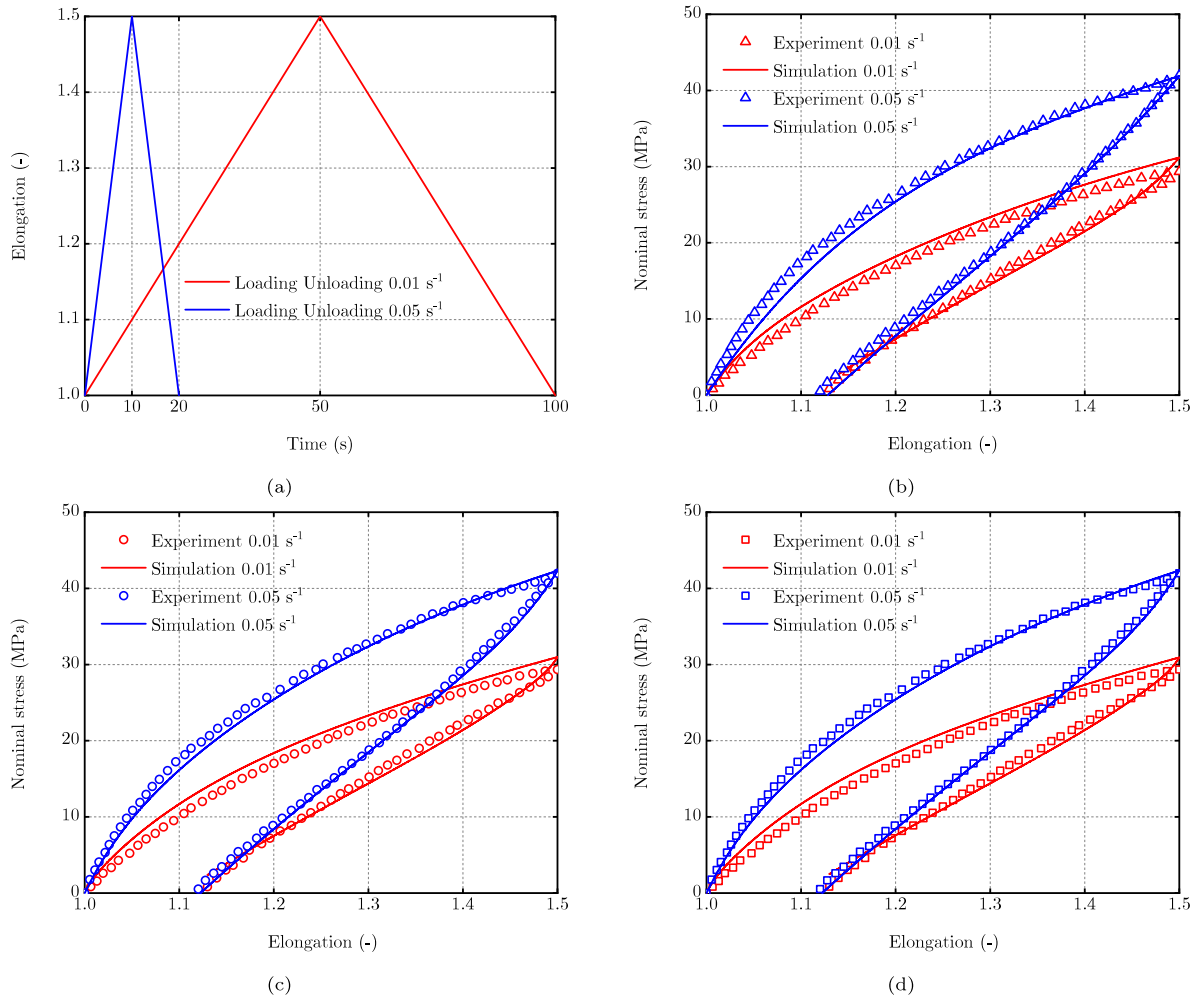 1.5
1.4
1.3
1.2
1.1
1.0
Elongation (-)
Loading Unloading 0.01 s-1
Loading Unloading 0.05 s-1
0
10
20
50
100
Time (s)
(a)
50
40
30
20
10
0
Nominal stress (MPa)
Experiment 0.01 s-1
Simulation 0.01 s-1
Experiment 0.05 s-1
Simulation 0.05 s-1
1.0
1.1
1.2
1.3
1.4
1.5
Elongation (-)
(b)
50
40
30
20
10
0
Nominal stress (MPa)
Experiment 0.01 s-1
Simulation 0.01 s-1
Experiment 0.05 s-1
Simulation 0.05 s-1
1.0
1.1
1.2
1.3
1.4
1.5
Elongation (-)
(c)
50
40
30
20
10
0
Nominal stress (MPa)
Experiment 0.01 s-1
Simulation 0.01 s-1
Experiment 0.05 s-1
Simulation 0.05 s-1
1.0
1.1
1.2
1.3
1.4
1.5
Elongation (-)
(d)